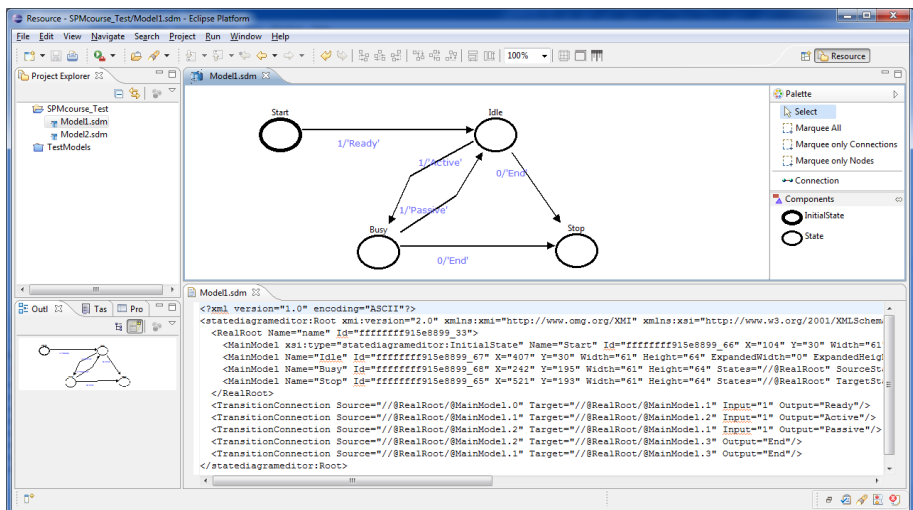 Resource - SPMcourse_Test/Model1.sdm - Eclipse Platform
File Edit View Navigate Search Project Run Window Help
100%
Resource
Project Explorer
SPMcourse_Test
Model1.sdm
Model2.sdm
TestModels
Model1.sdm
Start
Idle
1/'Ready'
1/'Active'
0/'End'
1/'Passive'
Busy
Stop
0/'End'
Palette
Select
Marquee All
Marquee only Connections
Marquee only Nodes
Connection
Components
InitialState
State
Outl
Tas
Pro
Model1.sdm
<?xml version="1.0" encoding="ASCII"?>
<statediagrameditor:Root xmi:version="2.0" xmlns:xmi="http://www.omg.org/XMI" xmlns:xsi="http://www.w3.org/2001/XMLSchem
<RealRoot Name="name" Id="ffffffff915e8899_33">
<MainModel xsi:type="statediagrameditor:InitialState" Name="Start" Id="ffffffff915e8899_66" X="104" Y="30" Width="61
<MainModel Name="Idle" Id="ffffffff915e8899_67" X="407" Y="30" Width="61" Height="64" ExpandedWidth="0" ExpandedHeig
<MainModel Name="Busy" Id="ffffffff915e8899_68" X="242" Y="195" Width="61" Height="64" States="//@RealRoot" SourceSt
<MainModel Name="Stop" Id="ffffffff915e8899_65" X="521" Y="193" Width="61" Height="64" States="//@RealRoot" TargetSt
</RealRoot>
<TransitionConnection Source="//@RealRoot/@MainModel.0" Target="//@RealRoot/@MainModel.1" Input="1" Output="Ready"/>
<TransitionConnection Source="//@RealRoot/@MainModel.1" Target="//@RealRoot/@MainModel.2" Input="1" Output="Active"/>
<TransitionConnection Source="//@RealRoot/@MainModel.2" Target="//@RealRoot/@MainModel.1" Input="1" Output="Passive"/>
<TransitionConnection Source="//@RealRoot/@MainModel.2" Target="//@RealRoot/@MainModel.3" Output="End"/>
<TransitionConnection Source="//@RealRoot/@MainModel.1" Target="//@RealRoot/@MainModel.3" Output="End"/>
</statediagrameditor:Root>